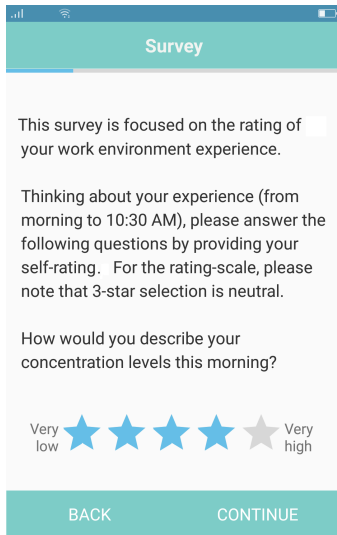 Survey
This survey is focused on the rating of
your work environment experience.
Thinking about your experience (from
morning to 10:30 AM), please answer the
following questions by providing your
self-rating. For the rating-scale, please
note that 3-star selection is neutral.
How would you describe your
concentration levels this morning?
Very low
Very high
BACK CONTINUE